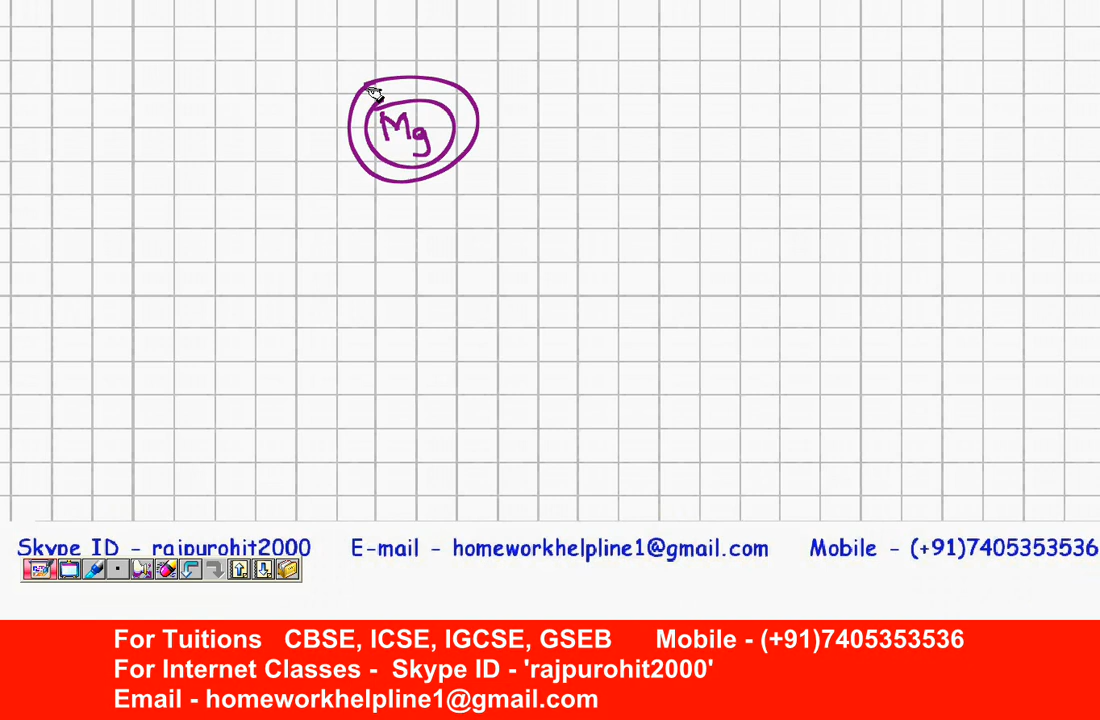 Mg
Skype ID - rajpurohit2000 E-mail - homeworkhelpline1@gmail.com Mobile - (+91)7405353536
For Tuitions CBSE, ICSE, IGCSE, GSEB Mobile - (+91)7405353536
For Internet Classes - Skype ID - 'rajpurohit2000'
Email - homeworkhelpline1@gmail.com